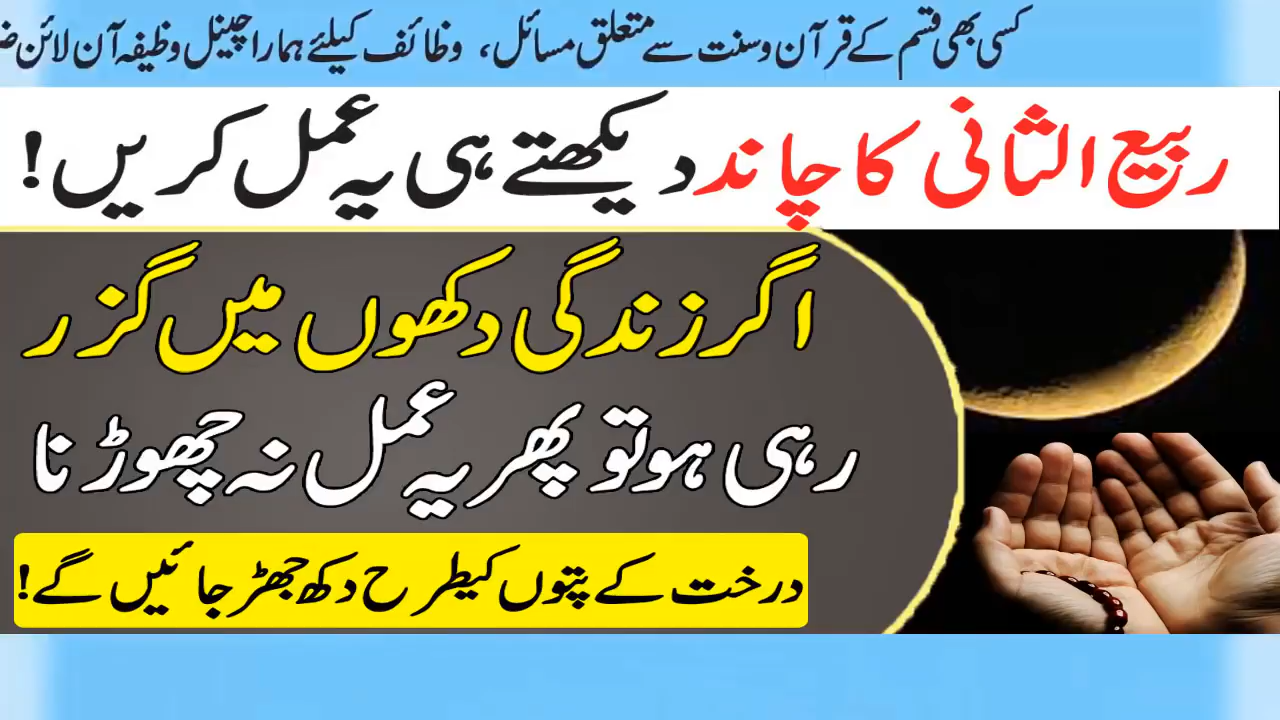 کسی بھی قسم کے قرآن و سنت سے متعلق مسائل، وظائف کیلئے ہمارا چینل وظیفہ آن لائن
ربیع الثانی کا چاند دیکھتے ہی یہ عمل کریں!
اگر زندگی دکھوں میں گزر
رہی ہو تو پھر یہ عمل نہ چھوڑنا
درخت کے پتوں کیطرح دکھ جھڑ جائیں گے!